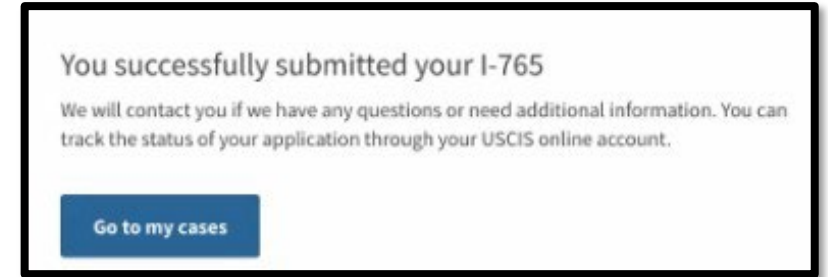 You successfully submitted your I-765
We will contact you if we have any questions or need additional information. You can
track the status of your application through your USCIS online account.
Go to my cases